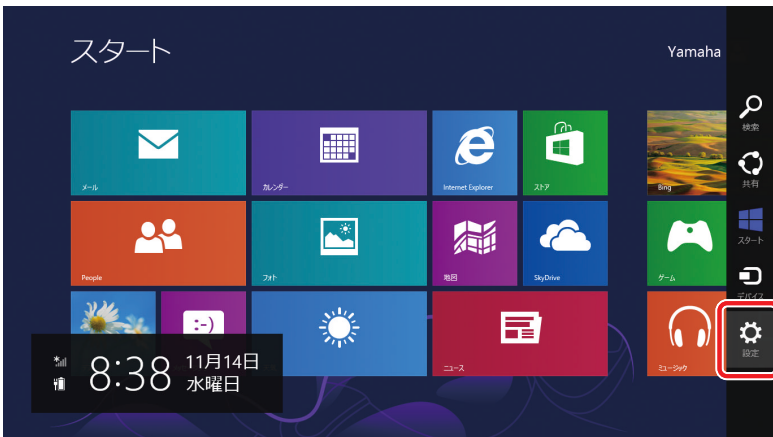 スタート
Yamaha
メール
カレンダー
Internet Explorer
ストア
Bing
People
フォト
地図
SkyDrive
ゲーム
:-)
ニュース
ミュージック
8:38
11月14日
水曜日
検索
共有
スタート
デバイス
設定